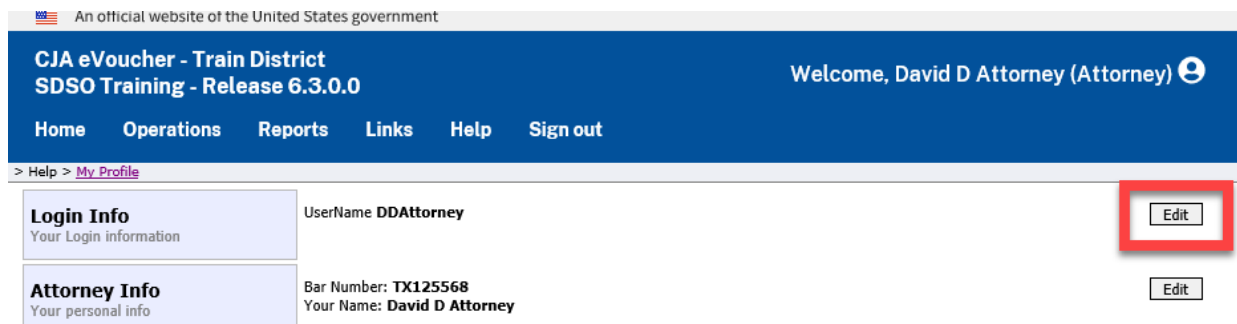 An official website of the United States government
CJA eVoucher - Train District
SDSO Training - Release 6.3.0.0
Welcome, David D Attorney (Attorney)
Home Operations Reports Links Help Sign out
> Help > My Profile
Login Info
Your Login information
UserName DDAttorney
Edit
Attorney Info
Your personal info
Bar Number: TX125568
Your Name: David D Attorney
Edit